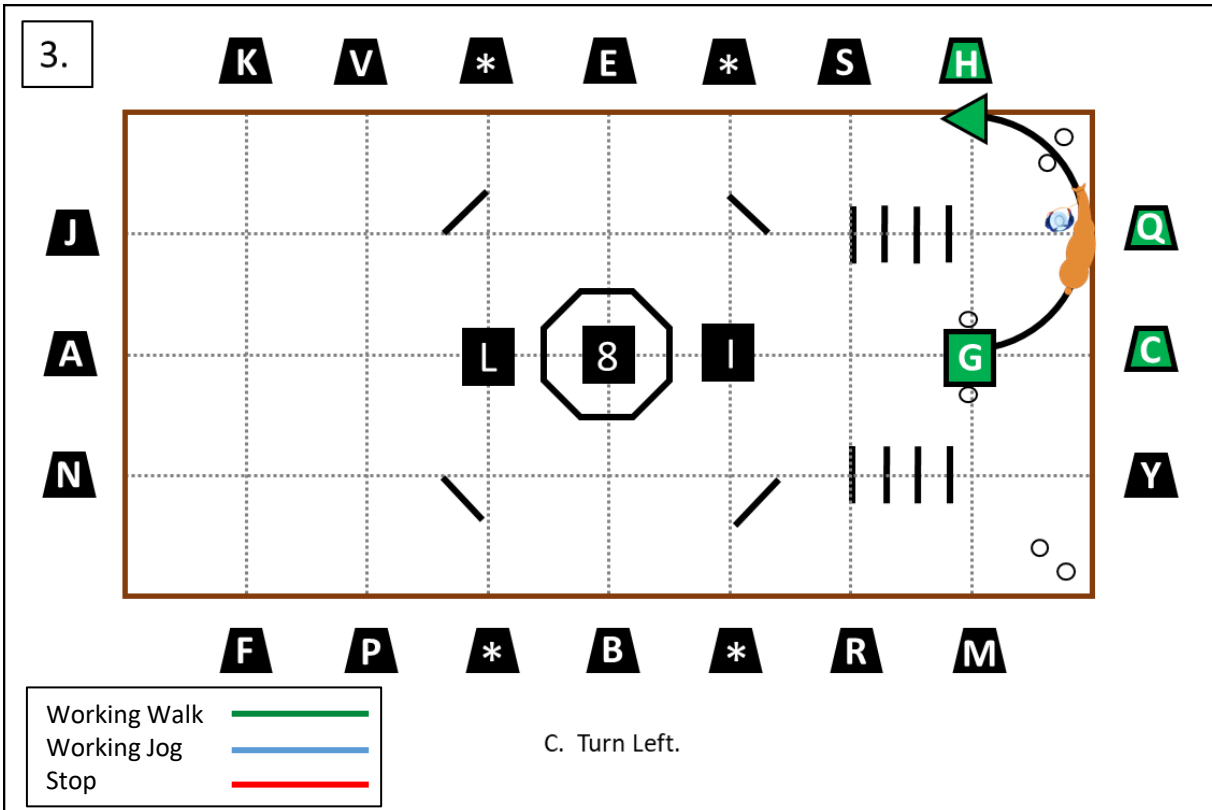 3.
K V * E * S H
J Q
L 8 I
A G C
N Y
F P * B * R M
Working Walk
Working Jog
Stop
C. Turn Left.